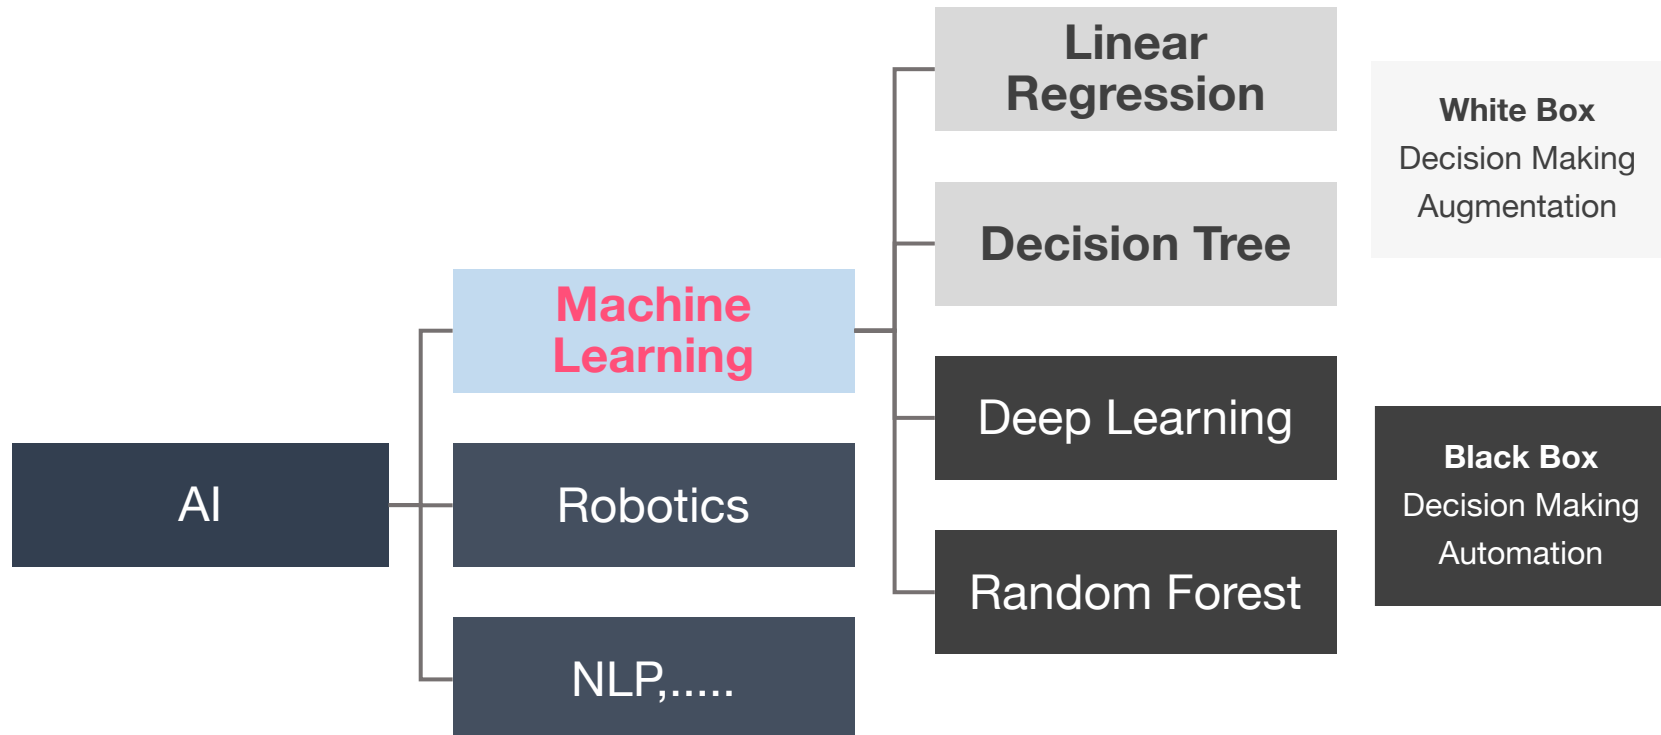 Linear
Regression
White Box
Decision Making
Augmentation
Decision Tree
Machine
Learning
Deep Learning
Black Box
Decision Making
Automation
AI
Robotics
Random Forest
NLP,.....